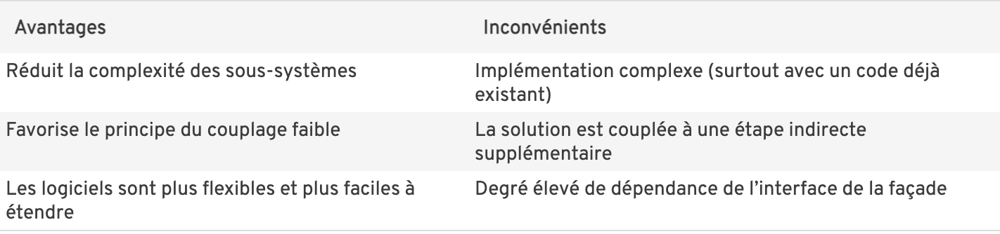 Avantages
Inconvénients
Réduit la complexité des sous-systèmes
Implémentation complexe (surtout avec un code déjà
existant)
Favorise le principe du couplage faible
La solution est couplée à une étape indirecte
supplémentaire
Les logiciels sont plus flexibles et plus faciles à
étendre
Degré élevé de dépendance de l’interface de la façade